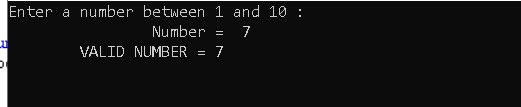 Enter a number between 1 and 10 :
Number =  7
VALID NUMBER = 7